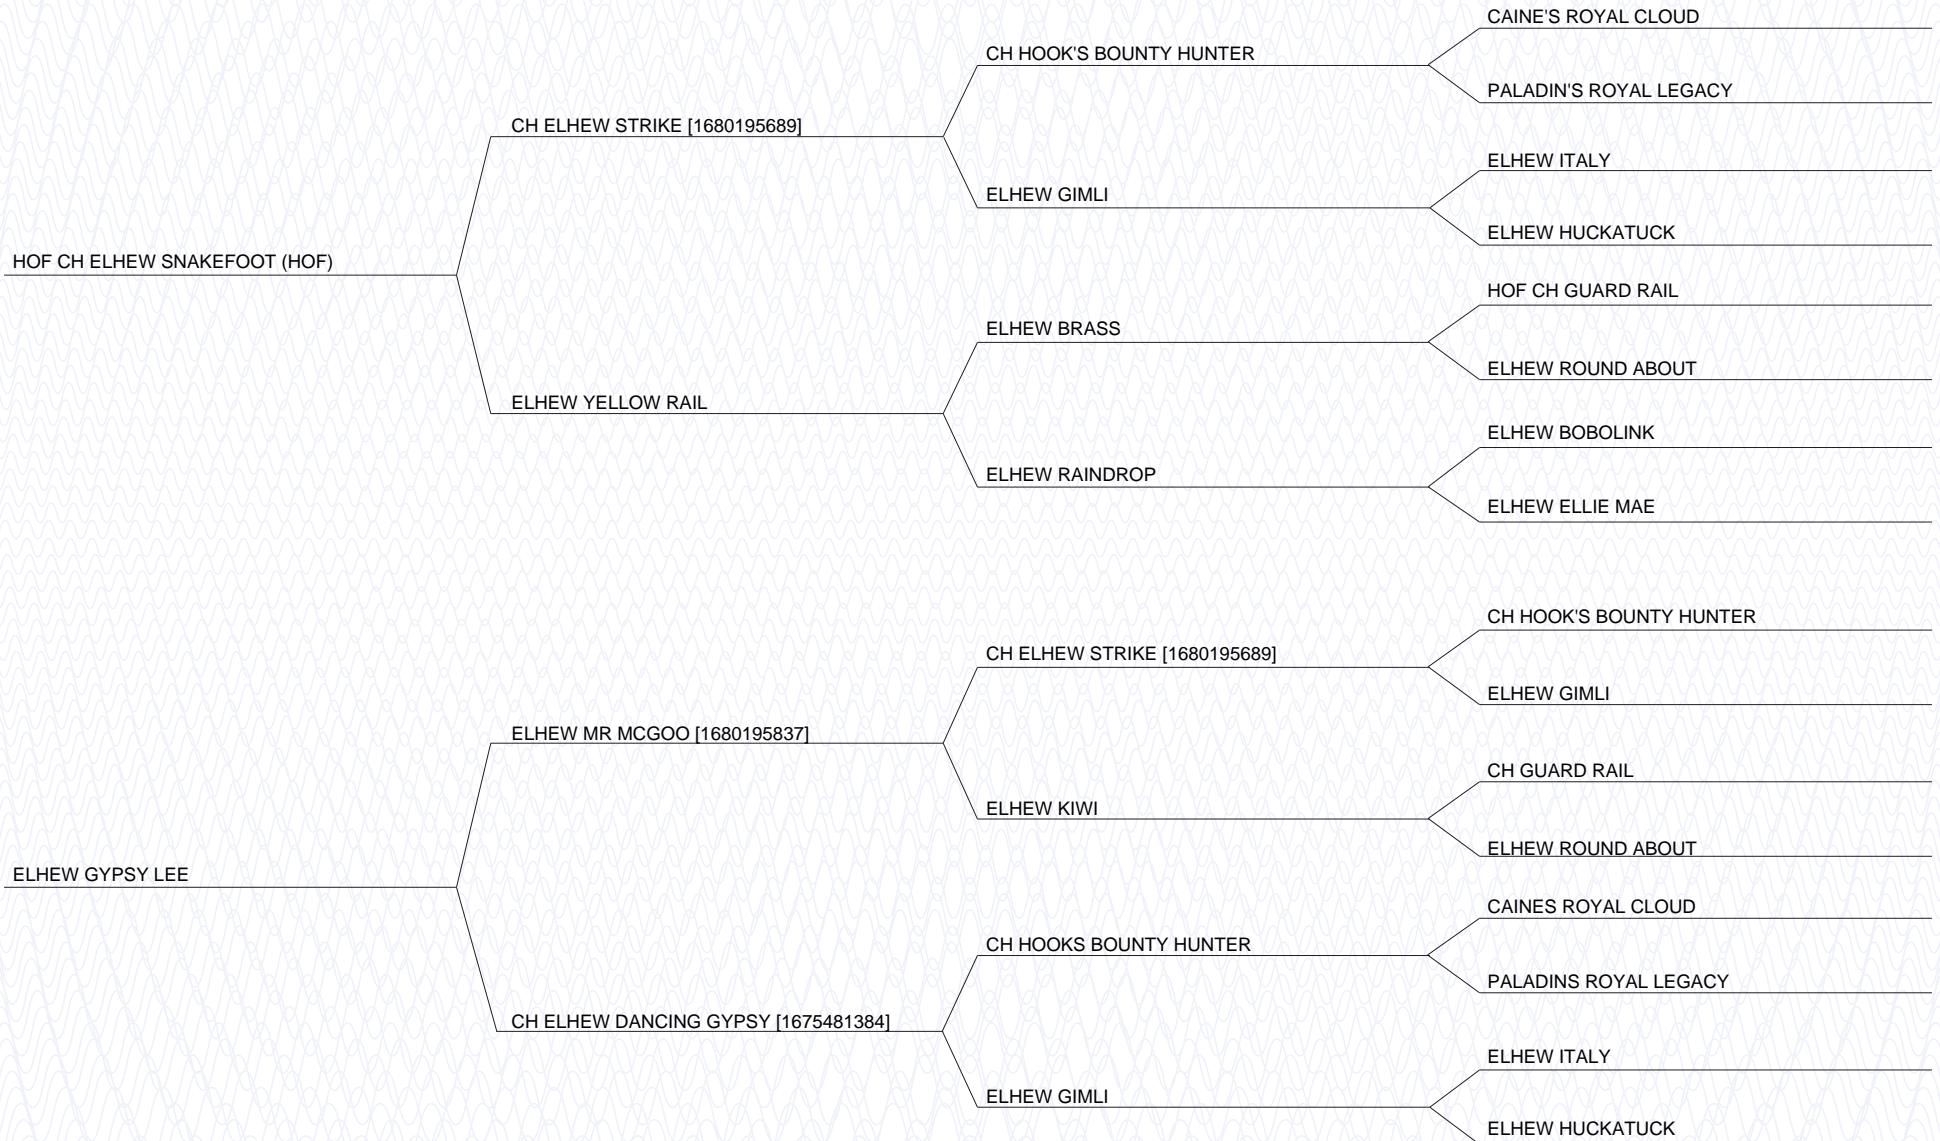 CAINE'S ROYAL CLOUD
CH HOOK'S BOUNTY HUNTER
PALADIN'S ROYAL LEGACY
CH ELHEW STRIKE [1680195689]
ELHEW ITALY
ELHEW GIMLI
ELHEW HUCKATUCK
HOF CH ELHEW SNAKEFOOT (HOF)
HOF CH GUARD RAIL
ELHEW BRASS
ELHEW ROUND ABOUT
ELHEW YELLOW RAIL
ELHEW BOBOLINK
ELHEW RAINDROP
ELHEW ELLIE MAE
CH HOOK'S BOUNTY HUNTER
CH ELHEW STRIKE [1680195689]
ELHEW GIMLI
ELHEW MR MCGOO [1680195837]
CH GUARD RAIL
ELHEW KIWI
ELHEW ROUND ABOUT
ELHEW GYPSY LEE
CAINES ROYAL CLOUD
CH HOOKS BOUNTY HUNTER
PALADINS ROYAL LEGACY
CH ELHEW DANCING GYPSY [1675481384]
ELHEW ITALY
ELHEW GIMLI
ELHEW HUCKATUCK